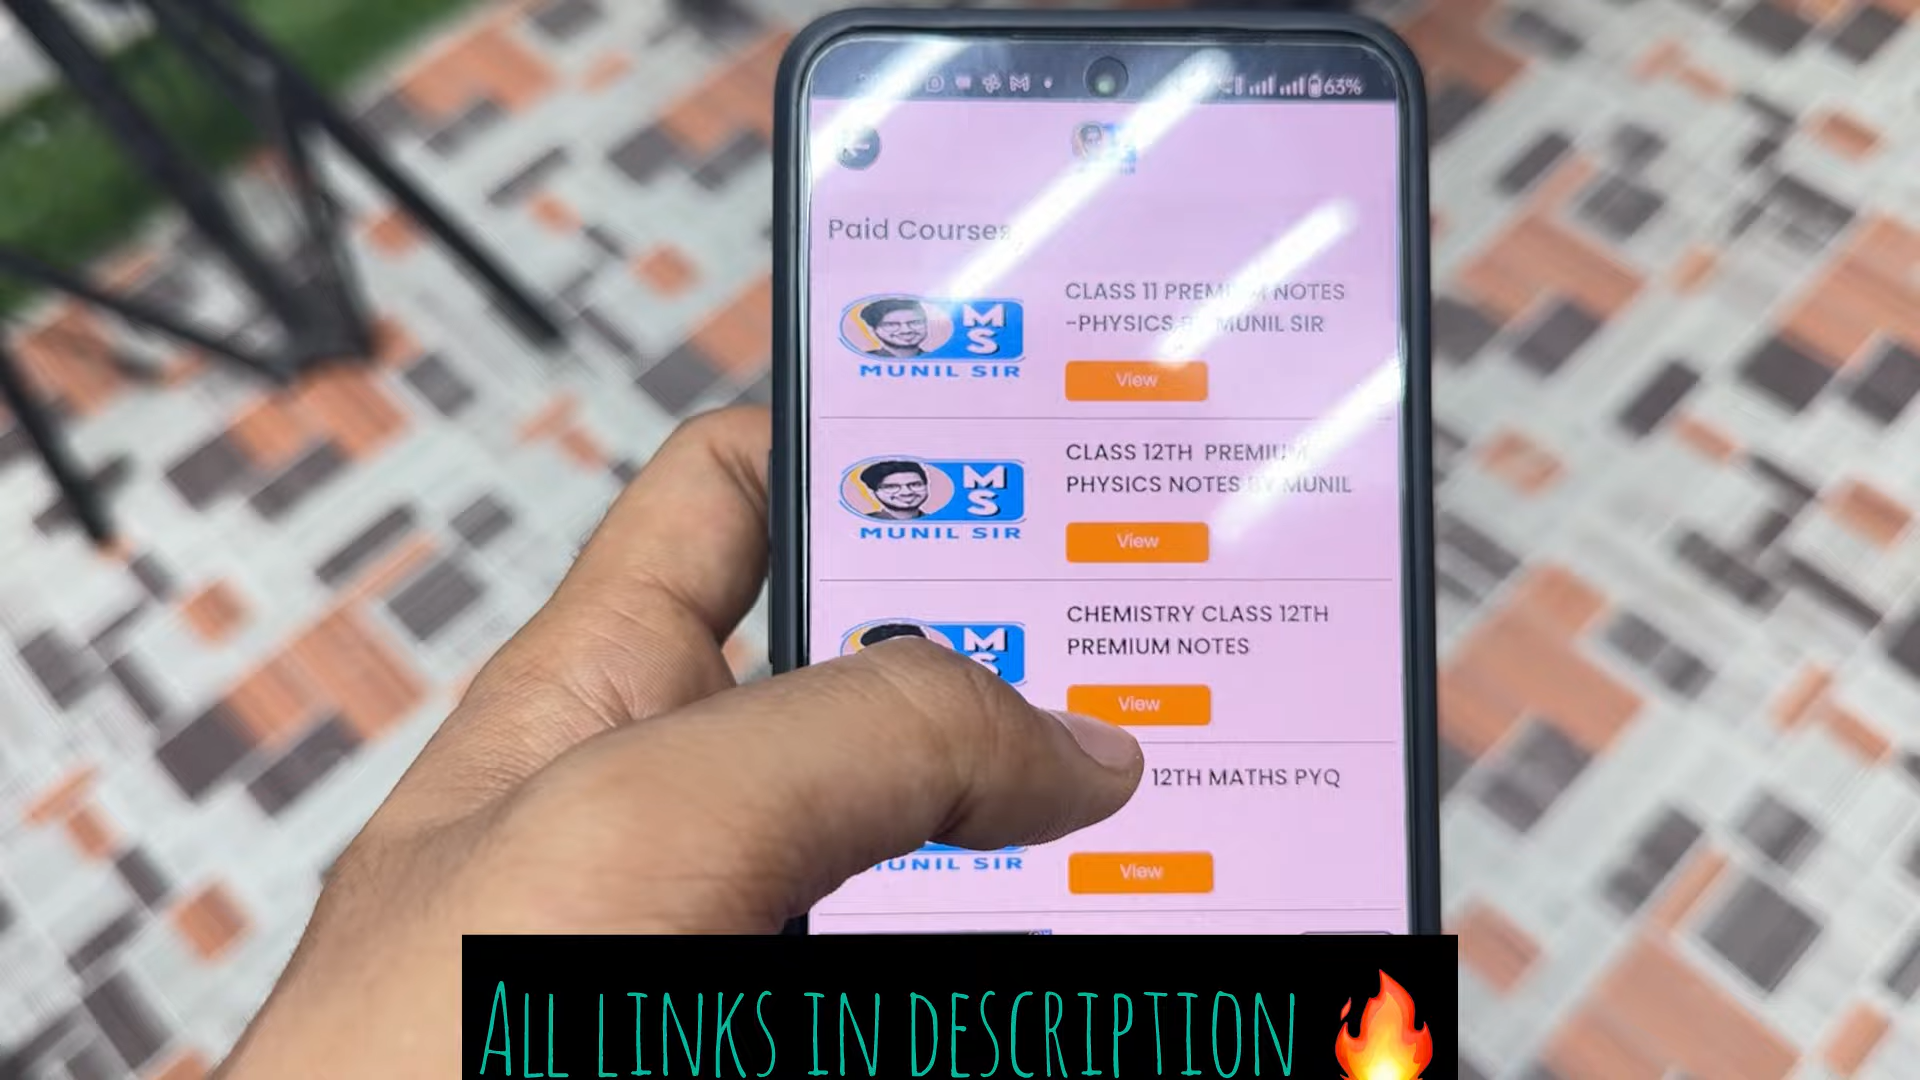 63%
Paid Courses
CLASS 11 PREMIUM NOTES
-PHYSICS BY MUNIL SIR
MS
MUNIL SIR
View
CLASS 12TH PREMIUM
PHYSICS NOTES BY MUNIL
MS
MUNIL SIR
View
CHEMISTRY CLASS 12TH
PREMIUM NOTES
MS
View
12TH MATHS PYQ
MUNIL SIR
View
ALL LINKS IN DESCRIPTION 🔥